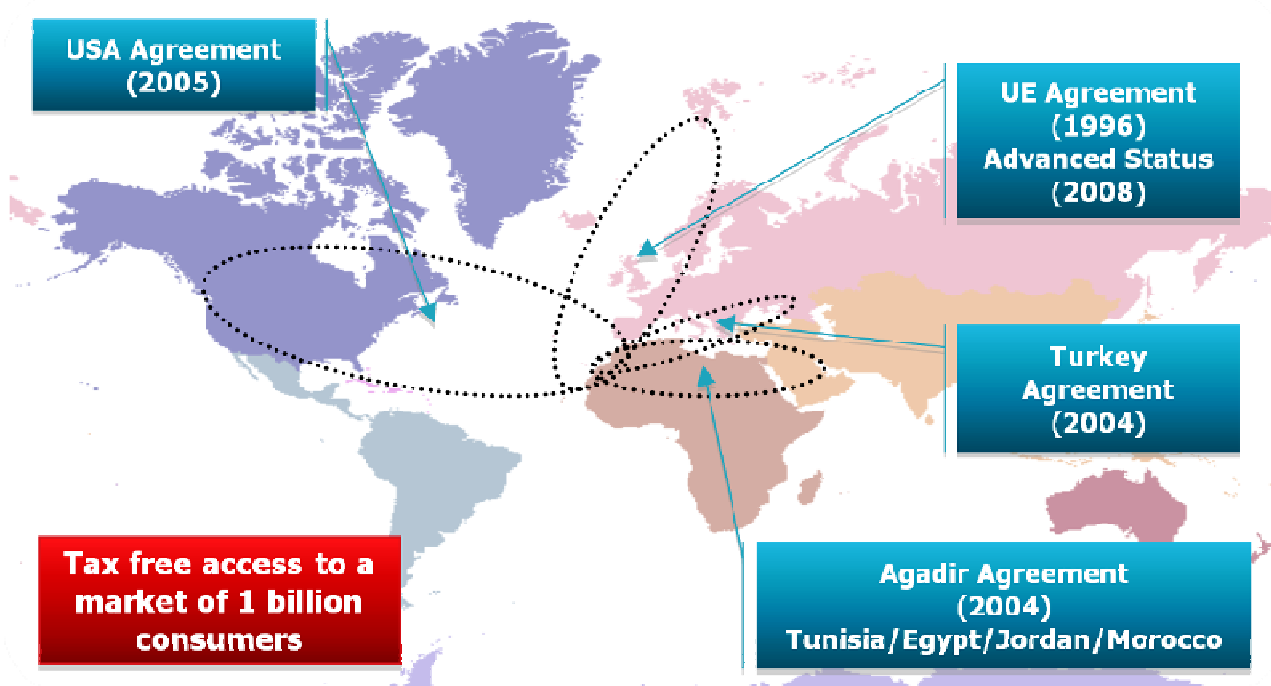 USA Agreement
(2005)
UE Agreement
(1996)
Advanced Status
(2008)
Turkey
Agreement
(2004)
Tax free access to a
market of 1 billion
consumers
Agadir Agreement
(2004)
Tunisia/Egypt/Jordan/Morocco